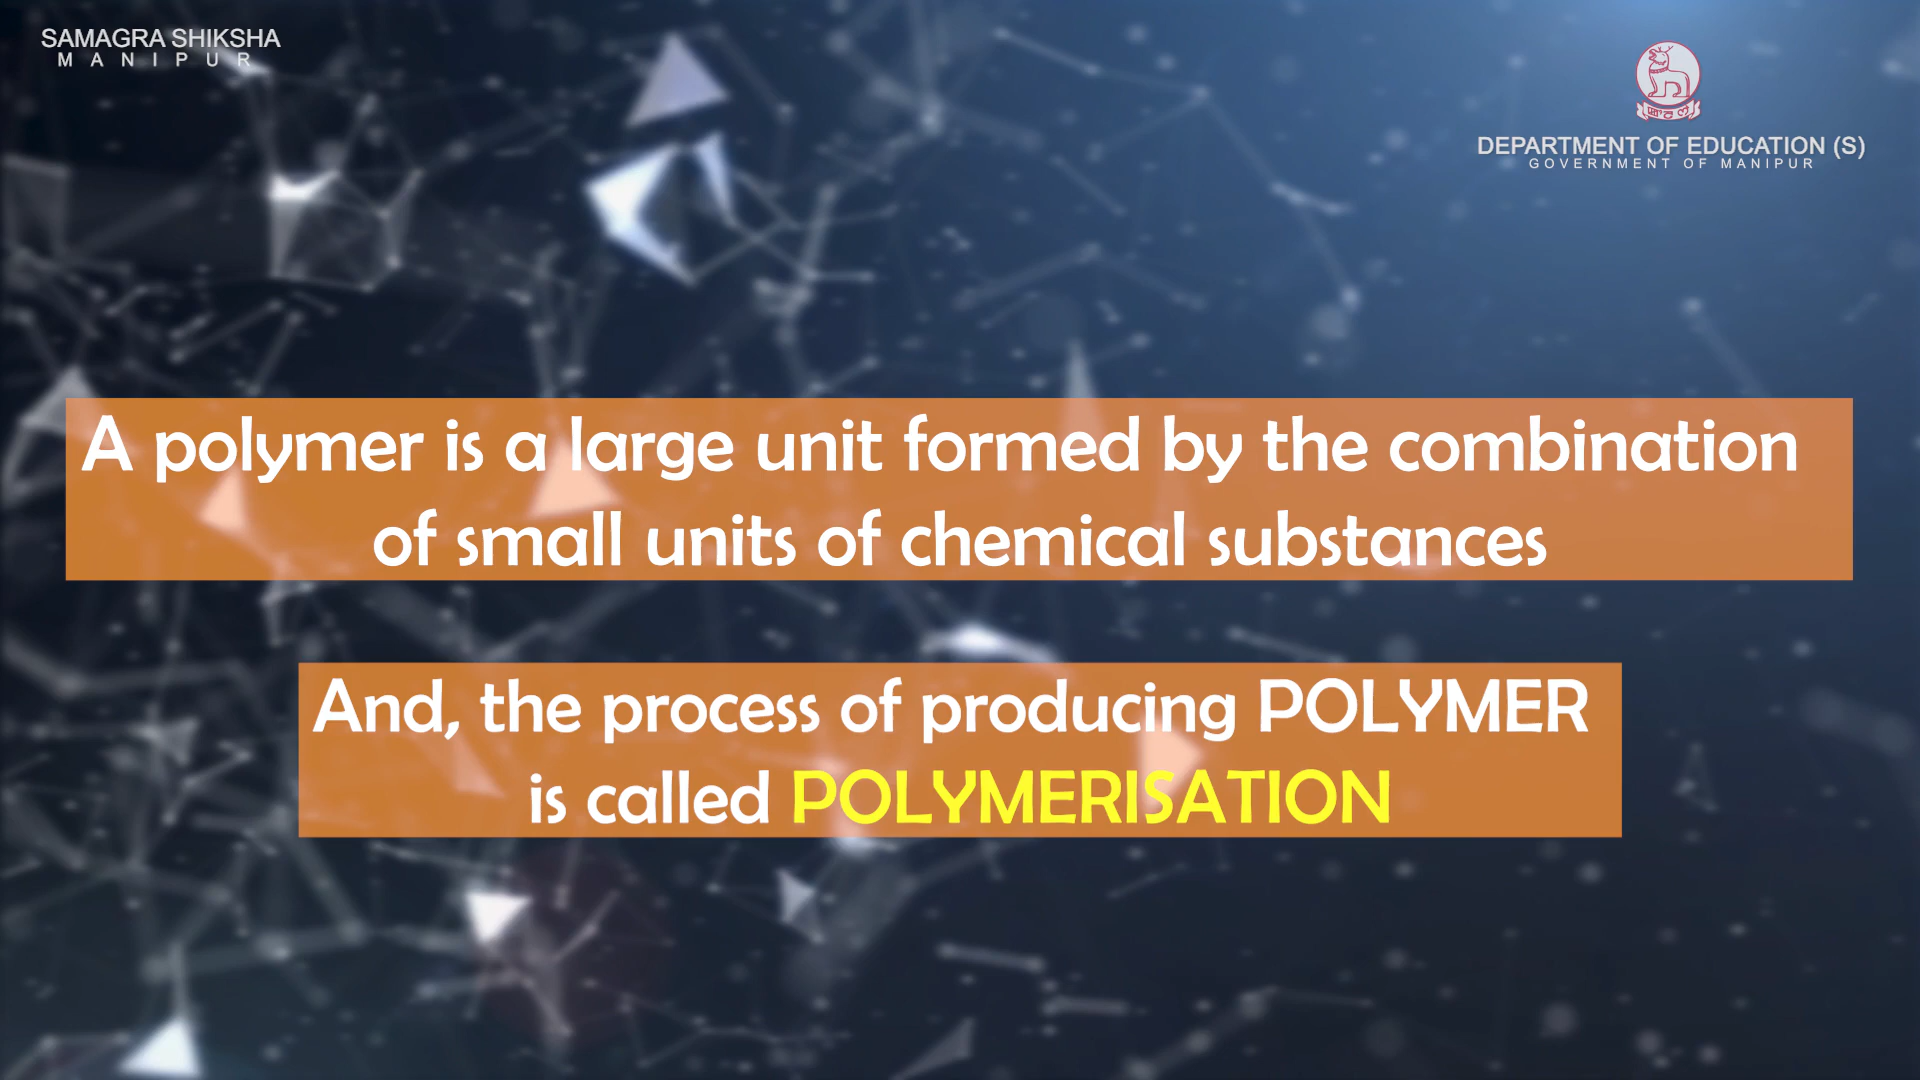 SAMAGRA SHIKSHA
MANIPUR
DEPARTMENT OF EDUCATION (S)
GOVERNMENT OF MANIPUR
A polymer is a large unit formed by the combination
of small units of chemical substances
And, the process of producing POLYMER
is called POLYMERISATION